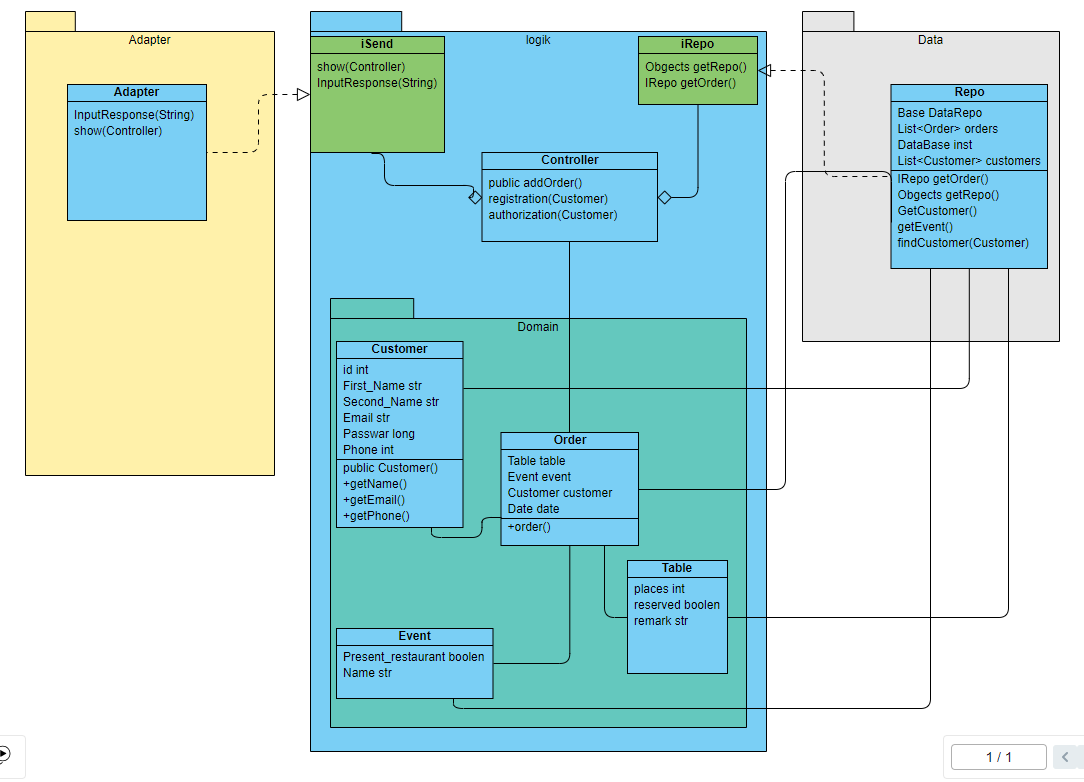 Adapter
Adapter
InputResponse(String)
show(Controller)
logik
iSend
show(Controller)
InputResponse(String)
iRepo
Obgects getRepo()
IRepo getOrder()
Controller
public addOrder()
registration(Customer)
authorization(Customer)
Domain
Customer
id int
First_Name str
Second_Name str
Email str
Passwar long
Phone int
public Customer()
+getName()
+getEmail()
+getPhone()
Order
Table table
Event event
Customer customer
Date date
+order()
Table
places int
reserved boolen
remark str
Event
Present_restaurant boolen
Name str
Data
Repo
Base DataRepo
List<Order> orders
DataBase inst
List<Customer> customers
IRepo getOrder()
Obgects getRepo()
GetCustomer()
getEvent()
findCustomer(Customer)
1 / 1